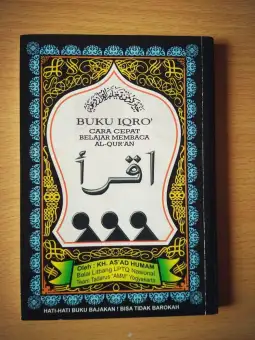 BUKU IQRO'
CARA CEPAT
BELAJAR MEMBACA
AL-QUR'AN
اقرأ
Oleh : KH. AS'AD HUMAM
Balai Litbang LPTQ Nasional
Team Tadarus "AMM" Yogyakarta
HATI-HATI BUKU BAJAKAN ! BISA TIDAK BAROKAH